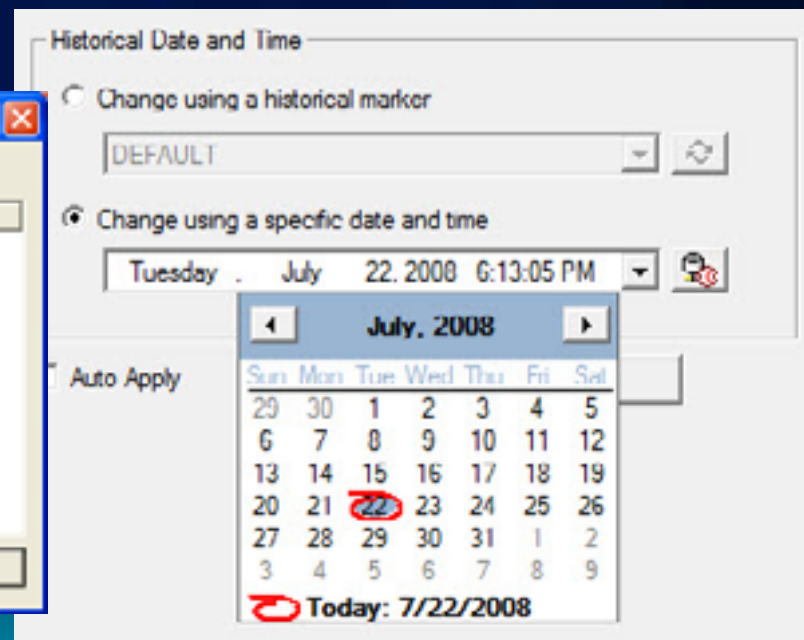 Historical Date and Time
Change using a historical marker
DEFAULT
Change using a specific date and time
Tuesday , July 22, 2008 6:13:05 PM
July, 2008
Auto Apply
Sun Mon Tue Wed Thu Fri Sat
29 30 1 2 3 4 5
6 7 8 9 10 11 12
13 14 15 16 17 18 19
20 21 22 23 24 25 26
27 28 29 30 31 1 2
3 4 5 6 7 8 9
Today: 7/22/2008